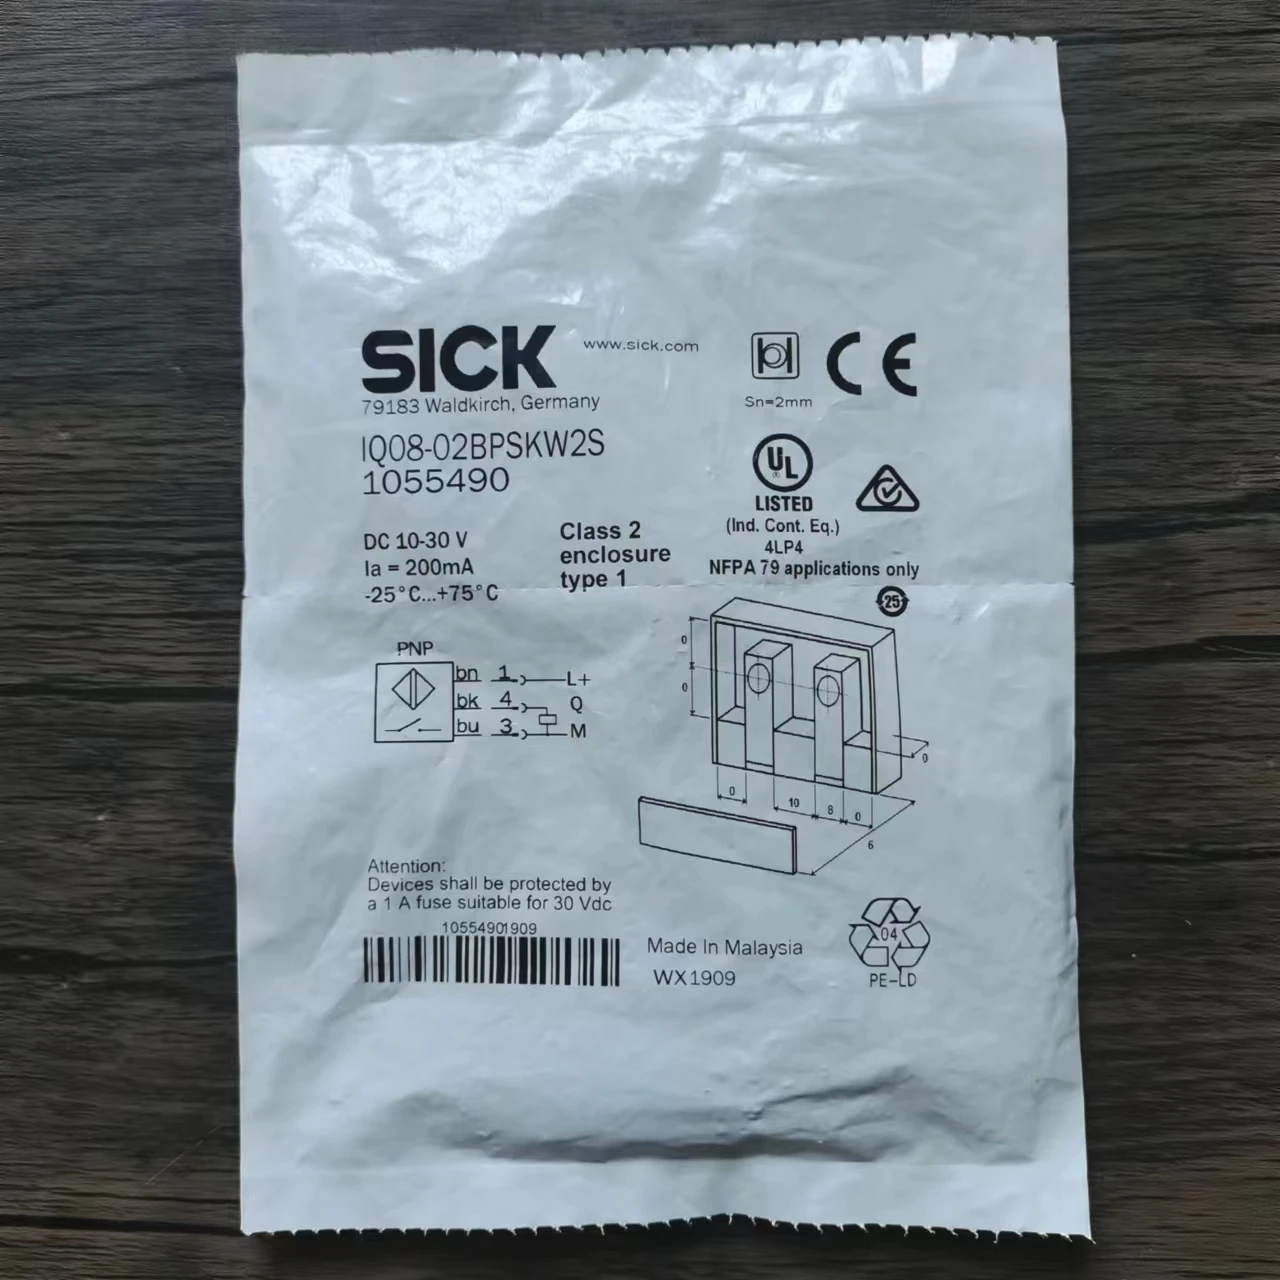 SICK
www.sick.com
79183 Waldkirch, Germany
CE
Sn=2mm
IQ08-02BPSKW2S
1055490
UL
LISTED
(Ind. Cont. Eq.)
4LP4
NFPA 79 applications only
DC 10-30 V
Ia = 200mA
-25°C...+75°C
Class 2
enclosure
type 1
25
PNP
bn 1 L+
bk 4 Q
bu 3 M
0
0
0
0
10
8
0
6
Attention:
Devices shall be protected by
a 1 A fuse suitable for 30 Vdc
10554901909
Made In Malaysia
WX1909
04
PE-LD